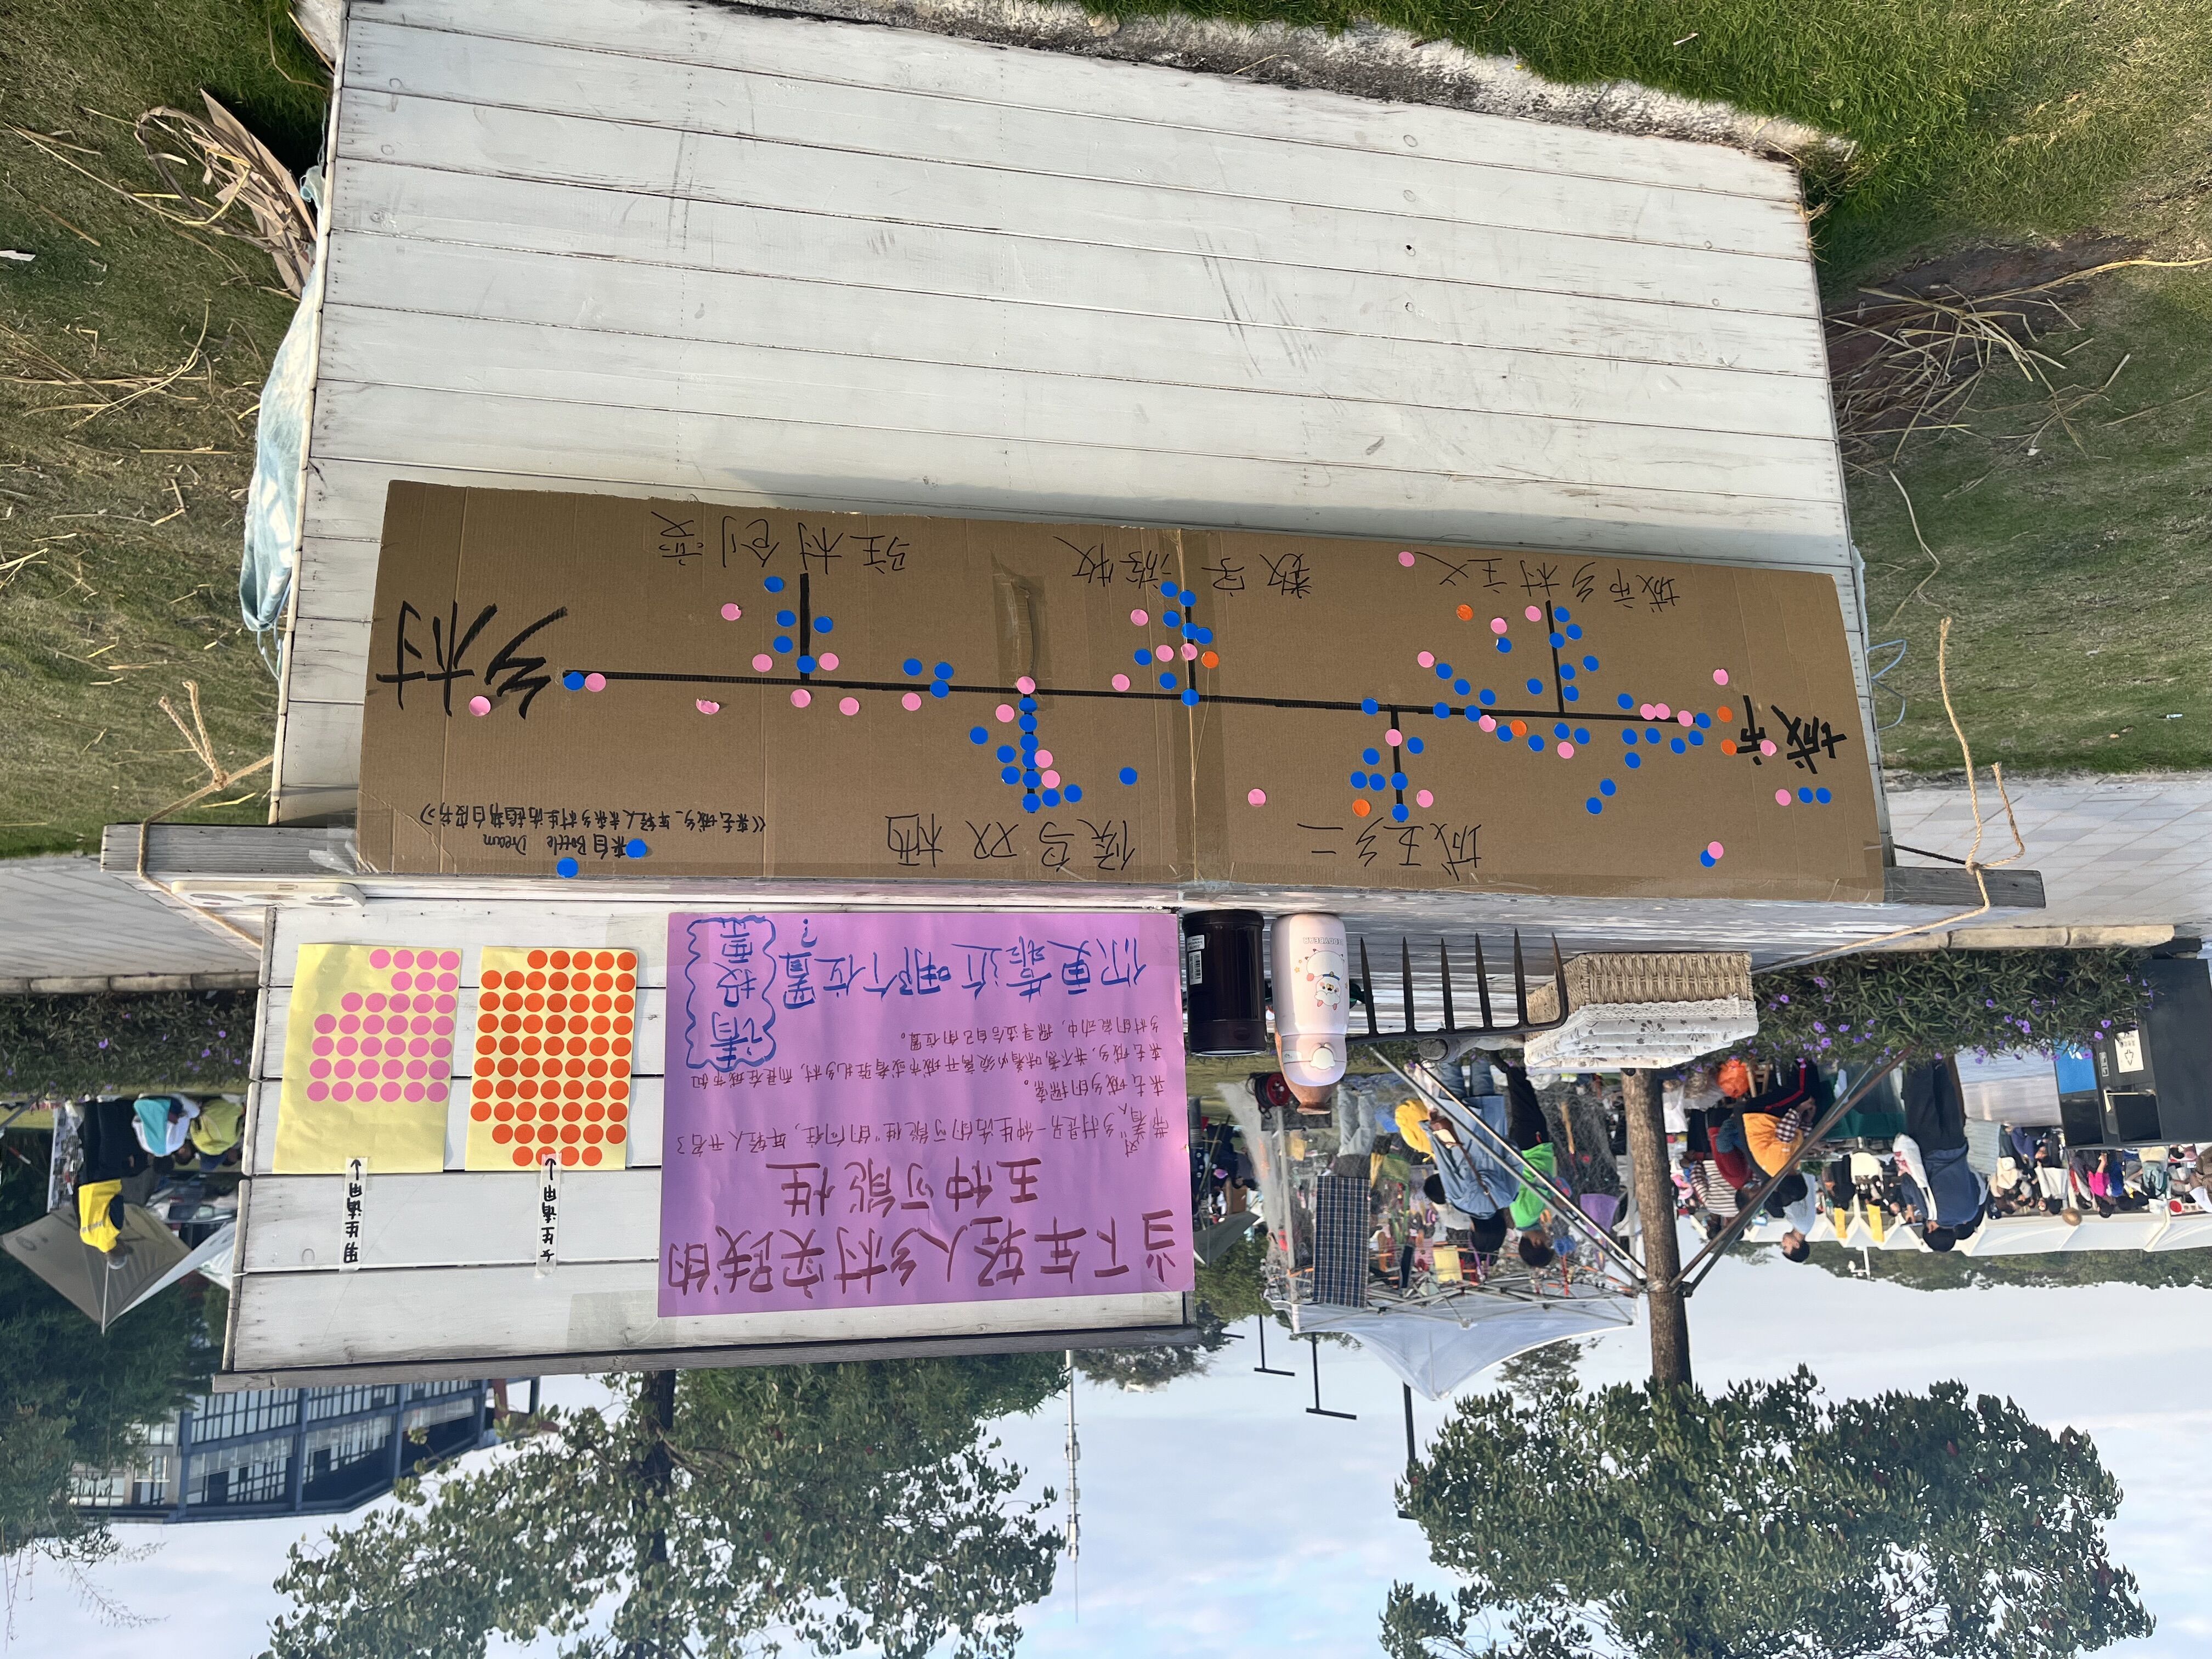 当下年轻人乡村实践的
五种可能性
带着对“乡村是另一种生活的可能性”的向往，年轻人开启了
来去城乡的探索。
来去城乡，并不意味着必须离开城市或者驻扎乡村，而是在城市和
乡村的流动中，探寻适合自己的位置。
你更靠近哪个位置
?
请
投
票
女生请用↓
男生请用↓
城五乡二
候鸟双栖
来自 Bottle Dream
《来去城乡_年轻人未来乡村生活趋势白皮书》
城市
乡村
城市乡村主义
数字游牧
驻村创变